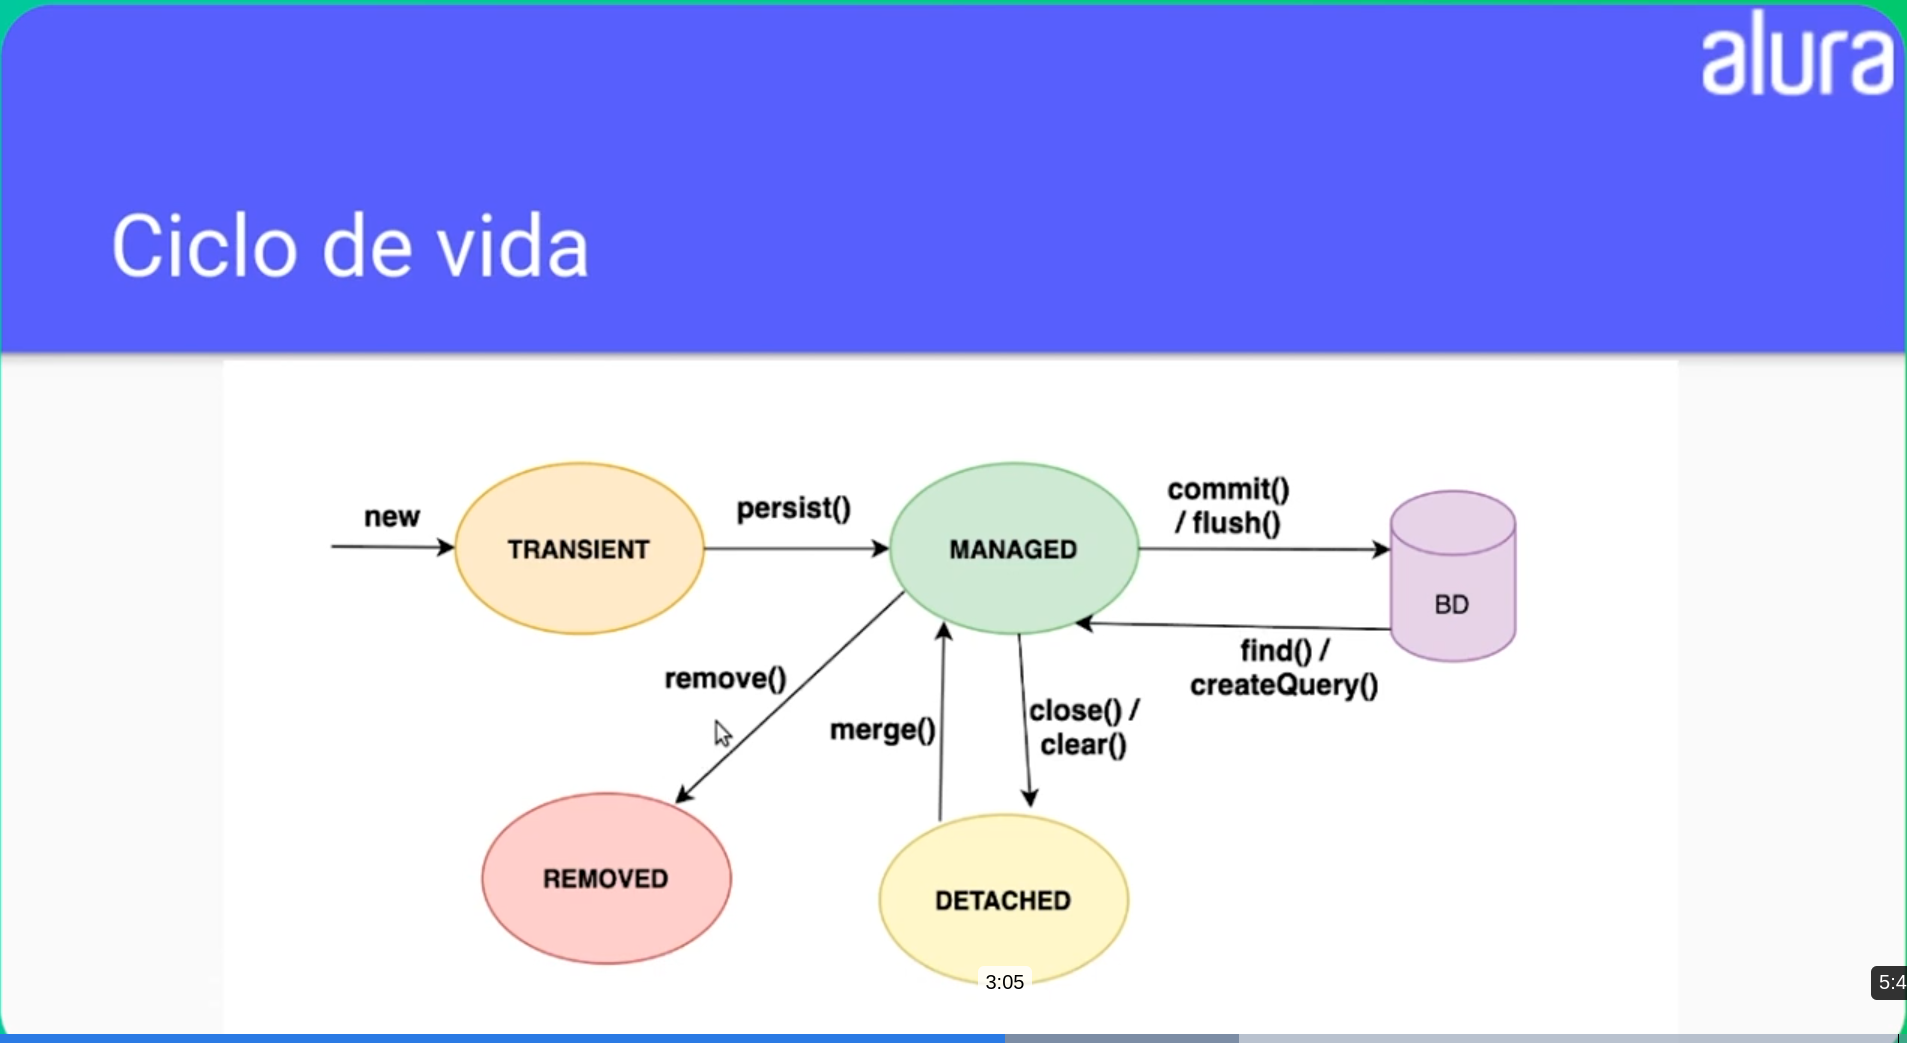 alura
Ciclo de vida
new
TRANSIENT
persist()
MANAGED
commit()
/ flush()
BD
find() /
createQuery()
remove()
merge()
close() /
clear()
REMOVED
DETACHED
3:05
5:4